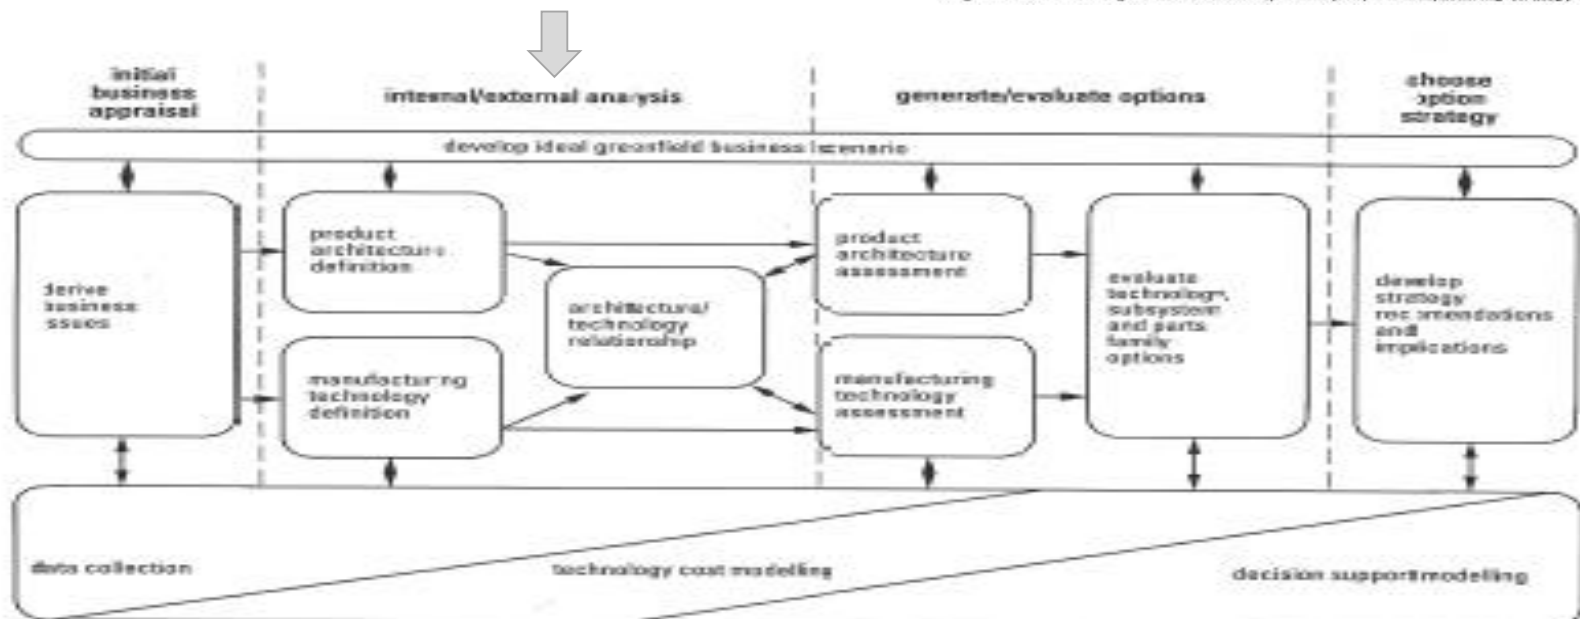 initial
business
appraisal
internal/external analysis
generate/evaluate options
choose
option
strategy
develop ideal greenfield business scenario
derive
business
issues
product
architecture
definition
manufacturing
technology
definition
architecture/
technology
relationship
product
architecture
assessment
manufacturing
technology
assessment
evaluate
technology,
subsystem
and parts
family
options
develop
strategy
recomendations
and
implications
data collection
technology cost modelling
decision support modelling